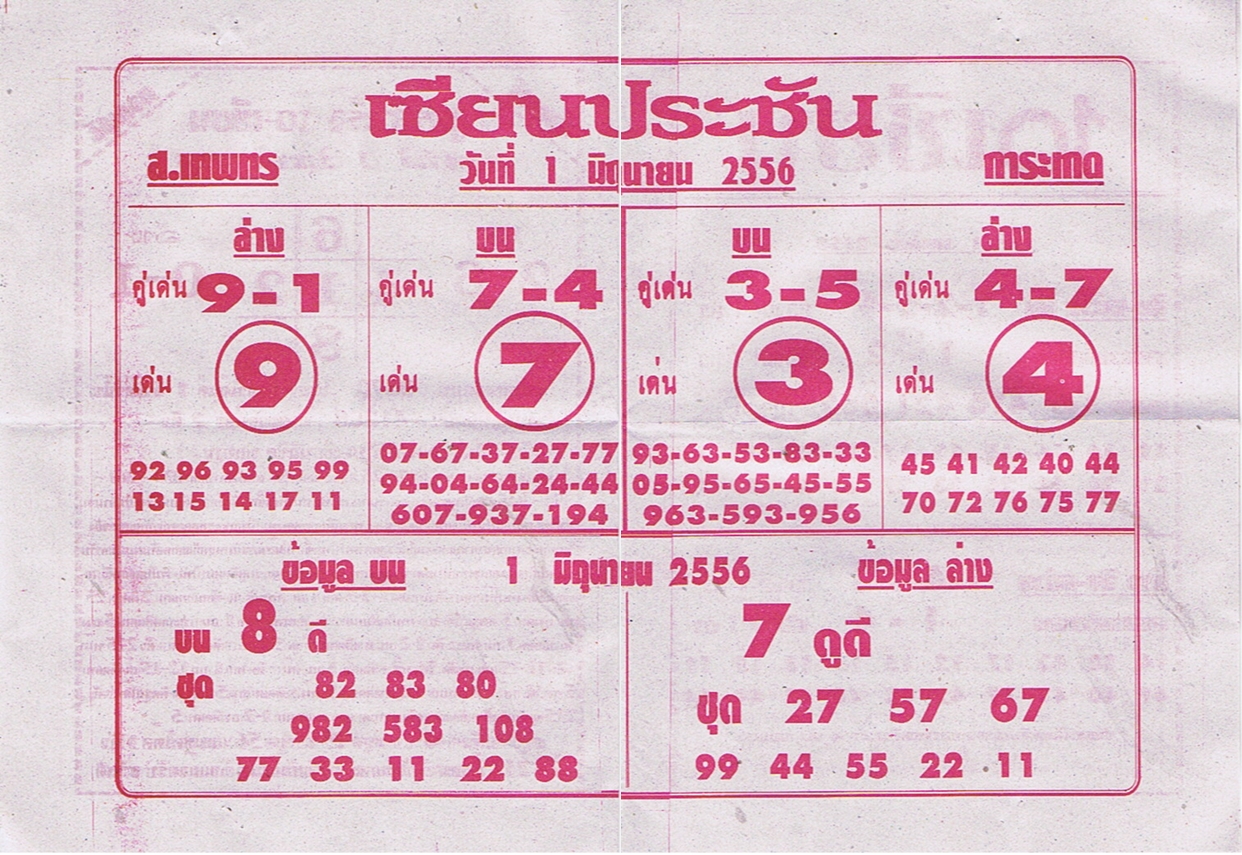 เซียนประชัน
ส.เทพทร
วันที่ 1 มิถุนายน 2556
การะเกด
ล่าง
คู่เด่น 9-1
เด่น 9
92 96 93 95 99
13 15 14 17 11
บน
คู่เด่น 7-4
เด่น 7
07-67-37-27-77
94-04-64-24-44
607-937-194
บน
คู่เด่น 3-5
เด่น 3
93-63-53-83-33
05-95-65-45-55
963-593-956
ล่าง
คู่เด่น 4-7
เด่น 4
45 41 42 40 44
70 72 76 75 77
ข้อมูล บน 1 มิถุนายน 2556 ข้อมูล ล่าง
บน 8 ดี
ชุด 82 83 80
982 583 108
77 33 11 22 88
7 ดูดี
ชุด 27 57 67
99 44 55 22 11